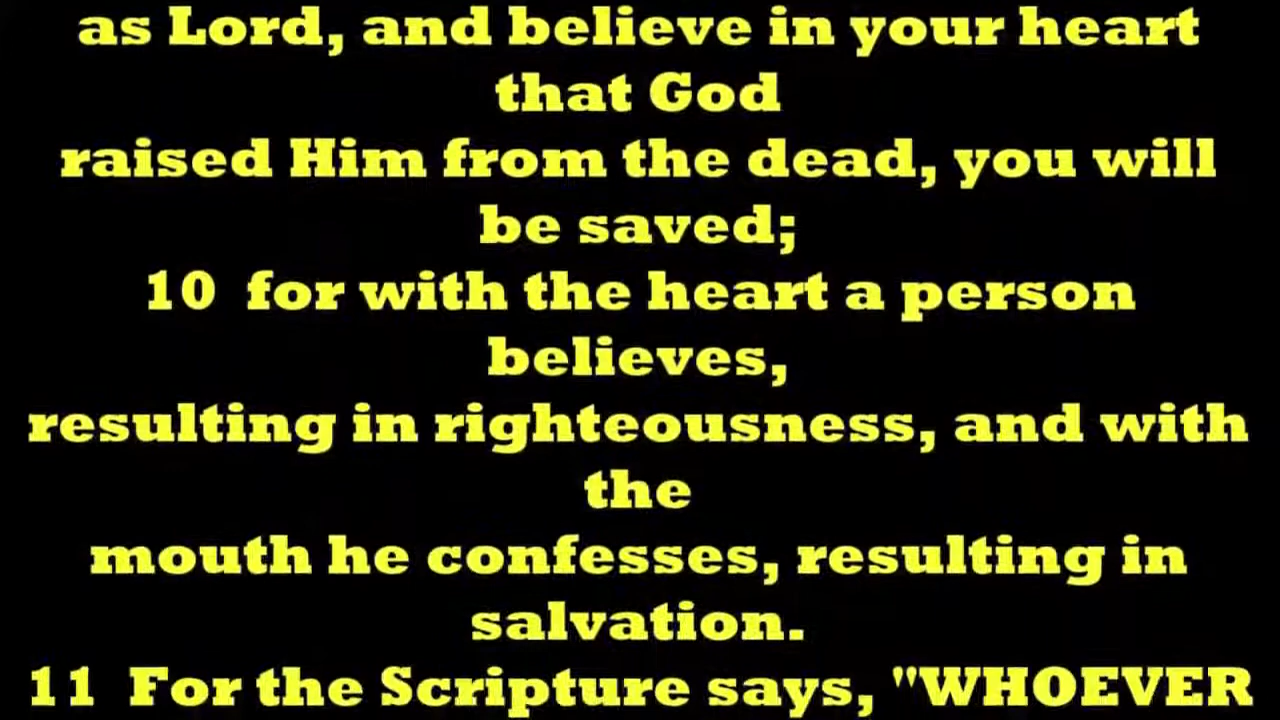 as Lord, and believe in your heart
that God
raised Him from the dead, you will
be saved;
10  for with the heart a person
believes,
resulting in righteousness, and with
the
mouth he confesses, resulting in
salvation.
11  For the Scripture says, "WHOEVER